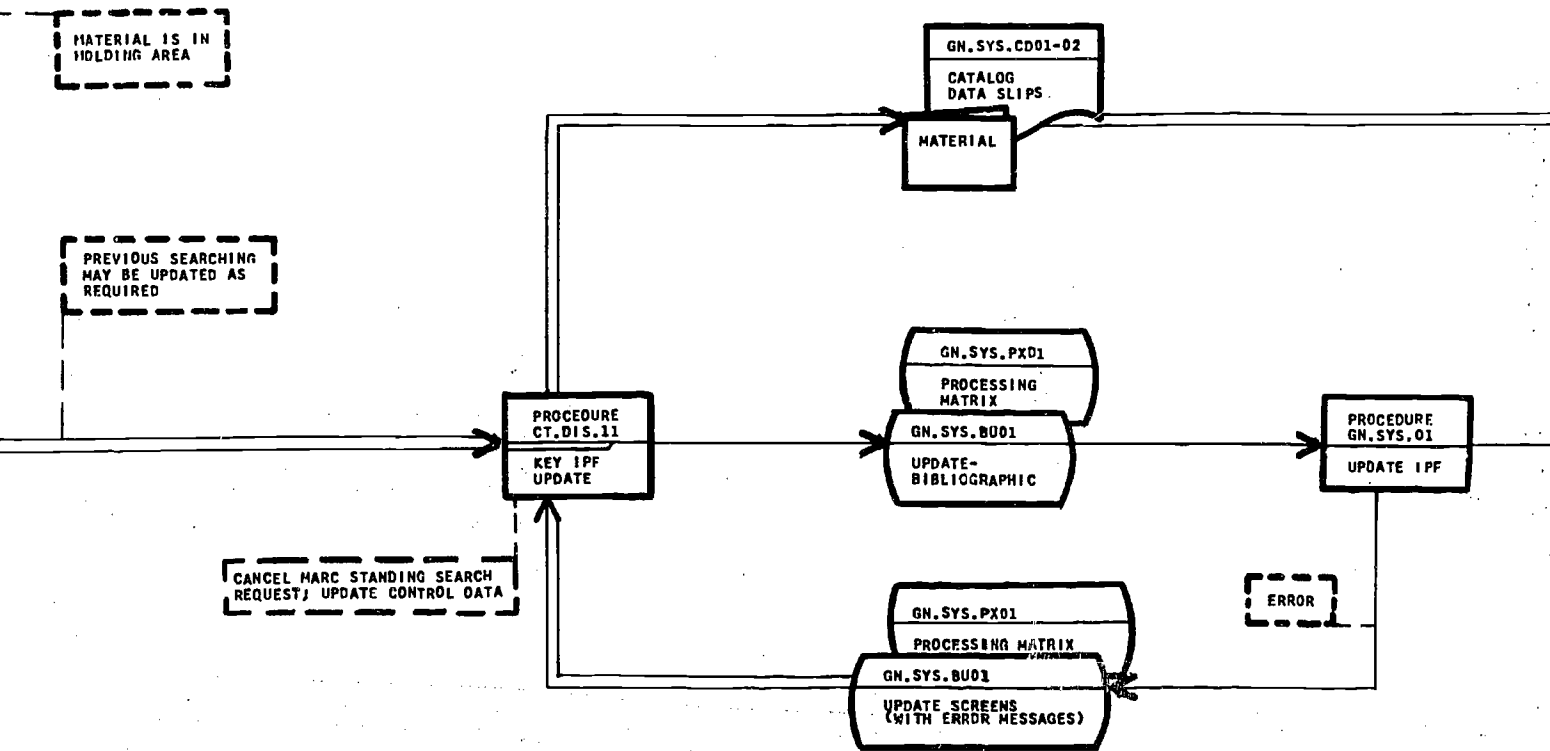 MATERIAL IS IN
HOLDING AREA
GN.SYS.CD01-02
CATALOG
DATA SLIPS
MATERIAL
PREVIOUS SEARCHING
MAY BE UPDATED AS
REQUIRED
GN.SYS.PX01
PROCESSING
MATRIX
PROCEDURE
CT.DIS.11
KEY IPF
UPDATE
GN.SYS.BU01
UPDATE-
BIBLIOGRAPHIC
PROCEDURE
GN.SYS.01
UPDATE IPF
CANCEL MARC STANDING SEARCH
REQUEST; UPDATE CONTROL DATA
ERROR
GN.SYS.PX01
PROCESSING MATRIX
GN.SYS.BU01
UPDATE SCREENS
(WITH ERROR MESSAGES)